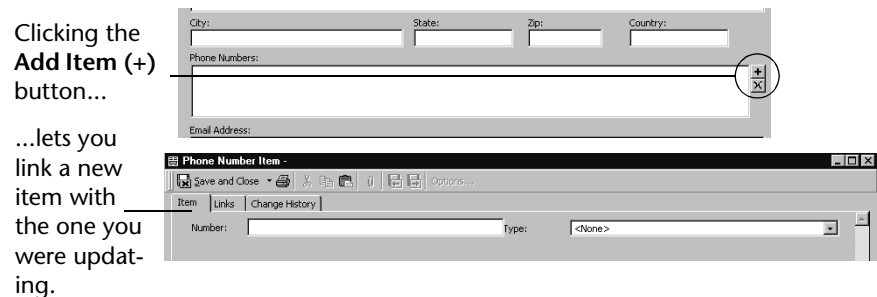 Clicking the
Add Item (+)
button...
City: State: Zip: Country:
Phone Numbers:
Email Address:
...lets you
link a new
item with
the one you
were updat-
ing.
Phone Number Item -
Save and Close Options...
Item Links Change History
Number: Type: <None>